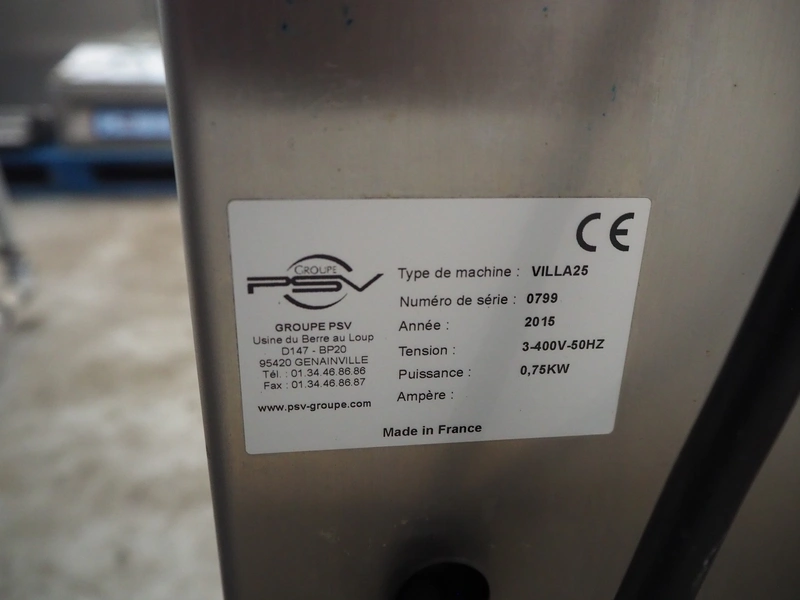 CE
GROUPE
PSV
GROUPE PSV
Usine du Berre au Loup
D147 - BP20
95420 GENAINVILLE
Tél. : 01.34.46.86.86
Fax : 01.34.46.86.87
www.psv-groupe.com
Type de machine : VILLA25
Numéro de série : 0799
Année : 2015
Tension : 3-400V-50HZ
Puissance : 0,75KW
Ampère :
Made in France